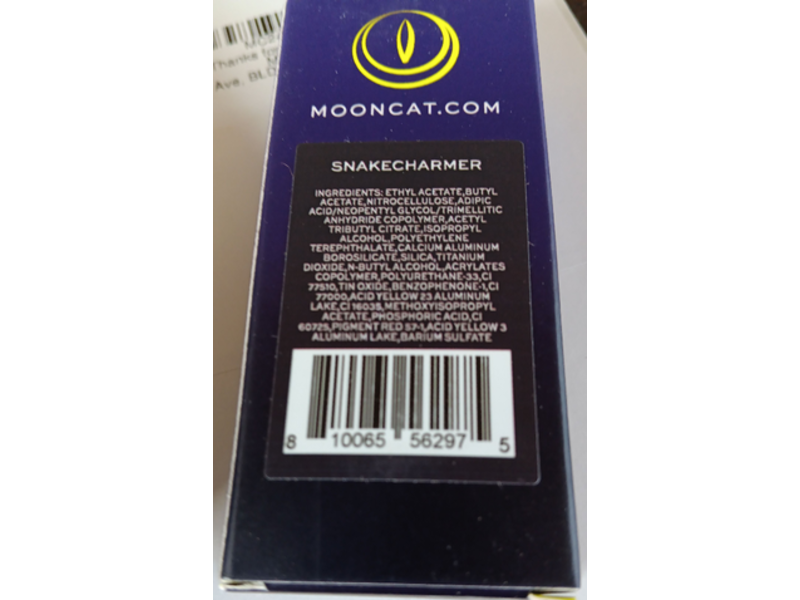 Thanks for
Ave. BLD
MOONCAT.COM
SNAKECHARMER
INGREDIENTS: ETHYL ACETATE,BUTYL
ACETATE,NITROCELLULOSE,ADIPIC
ACID/NEOPENTYL GLYCOL/TRIMELLITIC
ANHYDRIDE COPOLYMER,ACETYL
TRIBUTYL CITRATE,ISOPROPYL
ALCOHOL,POLYETHYLENE
TEREPHTHALATE,CALCIUM ALUMINUM
BOROSILICATE,SILICA,TITANIUM
DIOXIDE,N-BUTYL ALCOHOL,ACRYLATES
COPOLYMER,POLYURETHANE-33,CI
77510,TIN OXIDE,BENZOPHENONE-1,CI
77000,ACID YELLOW 23 ALUMINUM
LAKE,CI 16035,METHOXYISOPROPYL
ACETATE,PHOSPHORIC ACID,CI
60725,PIGMENT RED 57-1,ACID YELLOW 3
ALUMINUM LAKE,BARIUM SULFATE
8 10065 56297 5